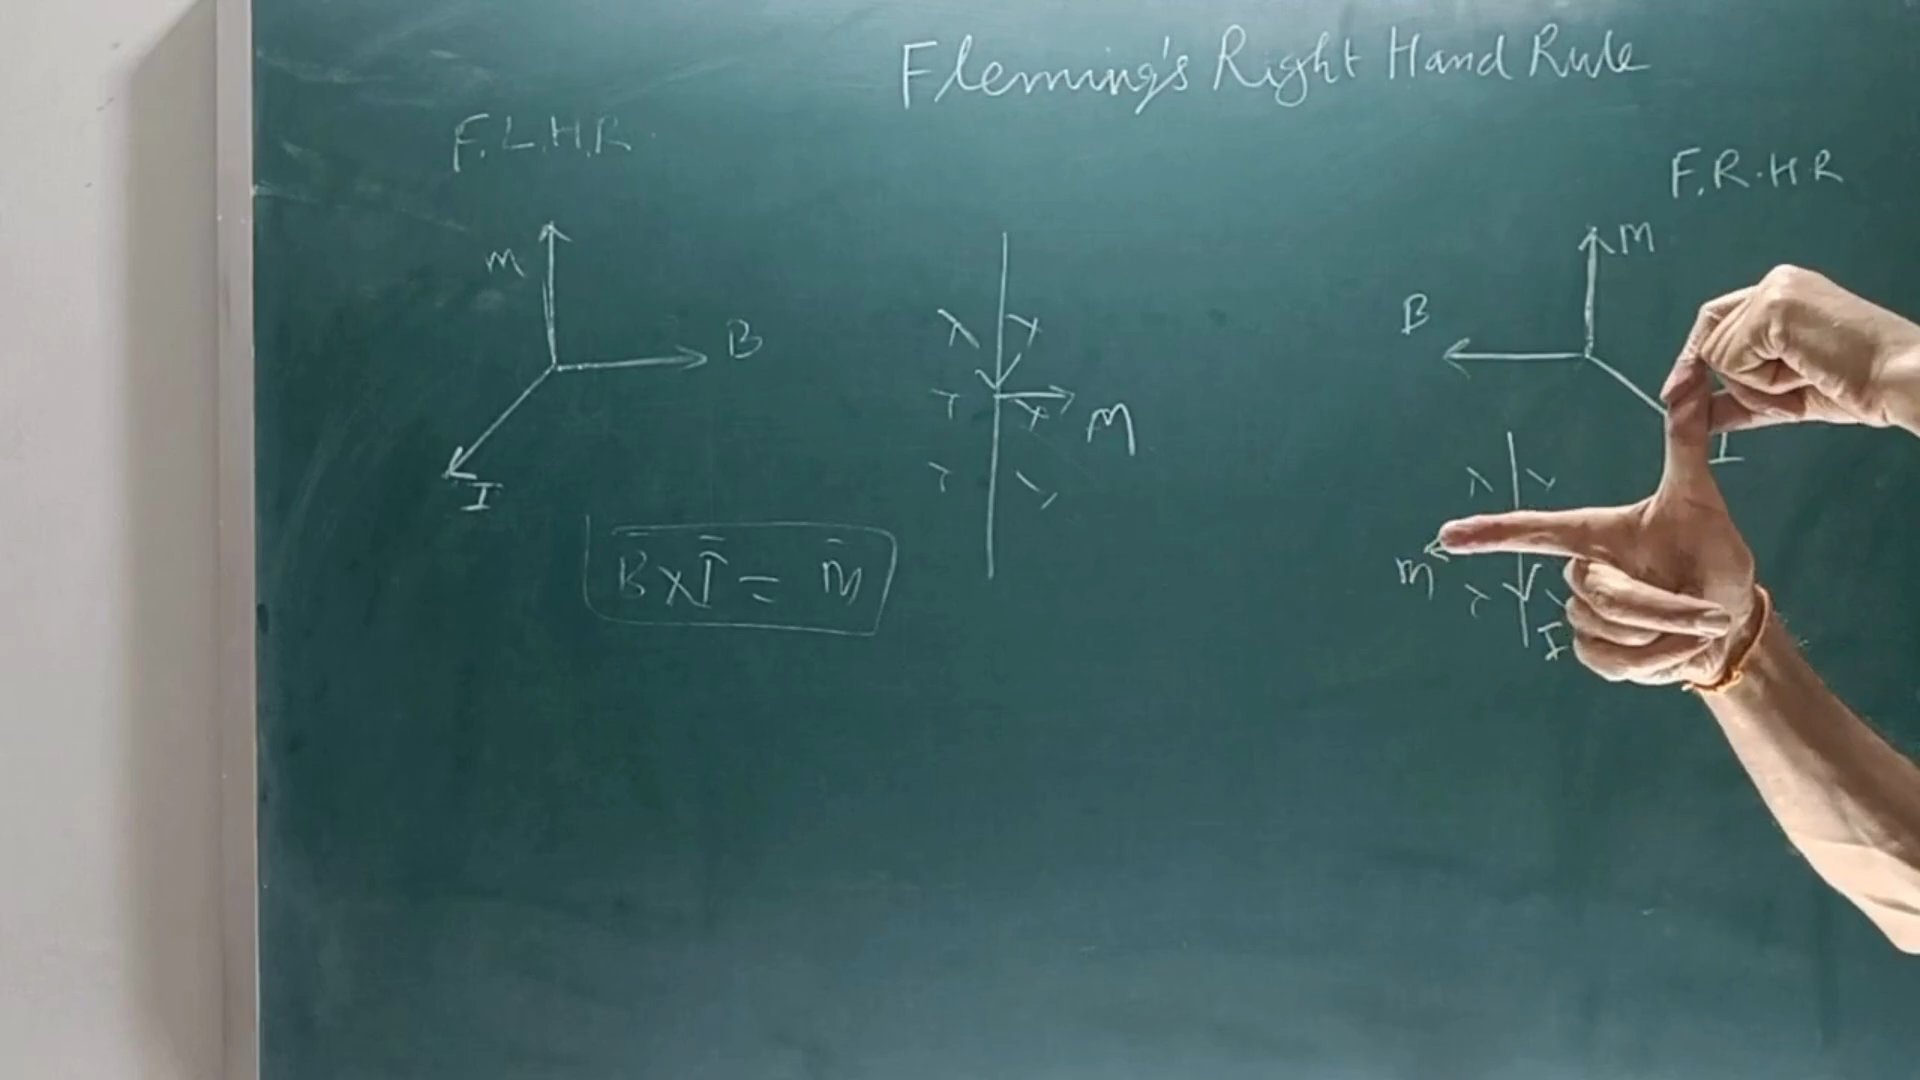 Fleming's Right Hand Rule
F.L.H.R.
F.R.H.R
m
B
I
M
M
B
I
m
I
B X I = m